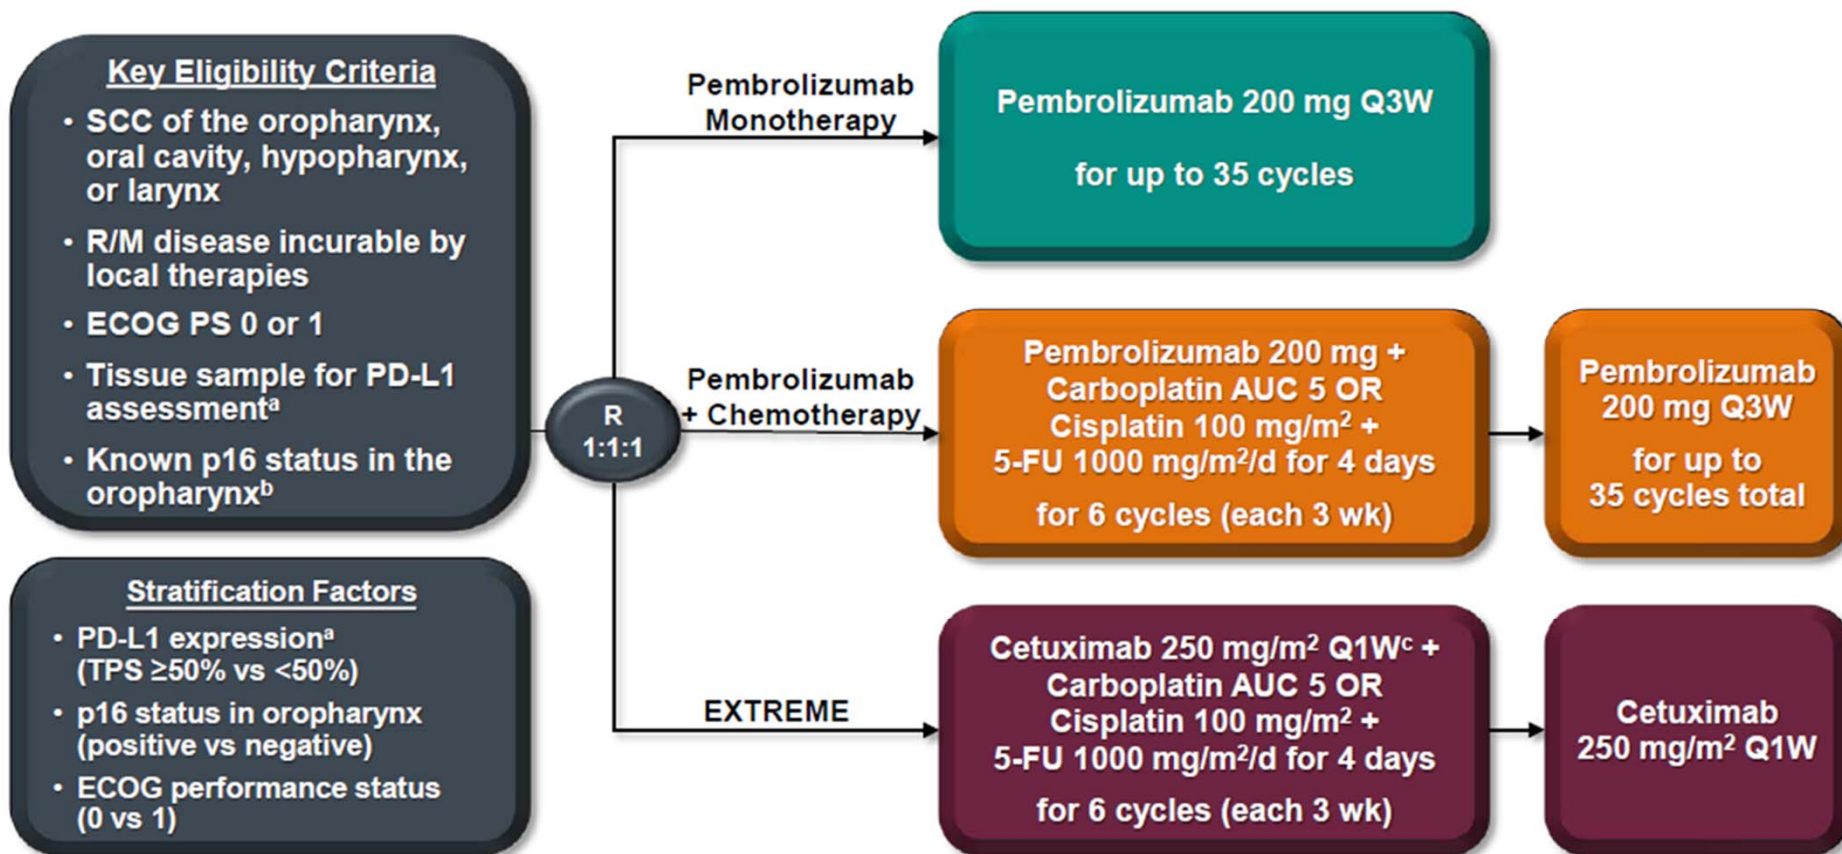 Key Eligibility Criteria
• SCC of the oropharynx,
oral cavity, hypopharynx,
or larynx
• R/M disease incurable by
local therapies
• ECOG PS 0 or 1
• Tissue sample for PD-L1
assessmentᵃ
• Known p16 status in the
oropharynxᵇ
Stratification Factors
• PD-L1 expressionᵃ
(TPS ≥50% vs <50%)
• p16 status in oropharynx
(positive vs negative)
• ECOG performance status
(0 vs 1)
R
1:1:1
Pembrolizumab
Monotherapy
Pembrolizumab 200 mg Q3W
for up to 35 cycles
Pembrolizumab
+ Chemotherapy
Pembrolizumab 200 mg +
Carboplatin AUC 5 OR
Cisplatin 100 mg/m² +
5-FU 1000 mg/m²/d for 4 days
for 6 cycles (each 3 wk)
Pembrolizumab
200 mg Q3W
for up to
35 cycles total
EXTREME
Cetuximab 250 mg/m² Q1Wᶜ +
Carboplatin AUC 5 OR
Cisplatin 100 mg/m² +
5-FU 1000 mg/m²/d for 4 days
for 6 cycles (each 3 wk)
Cetuximab
250 mg/m² Q1W